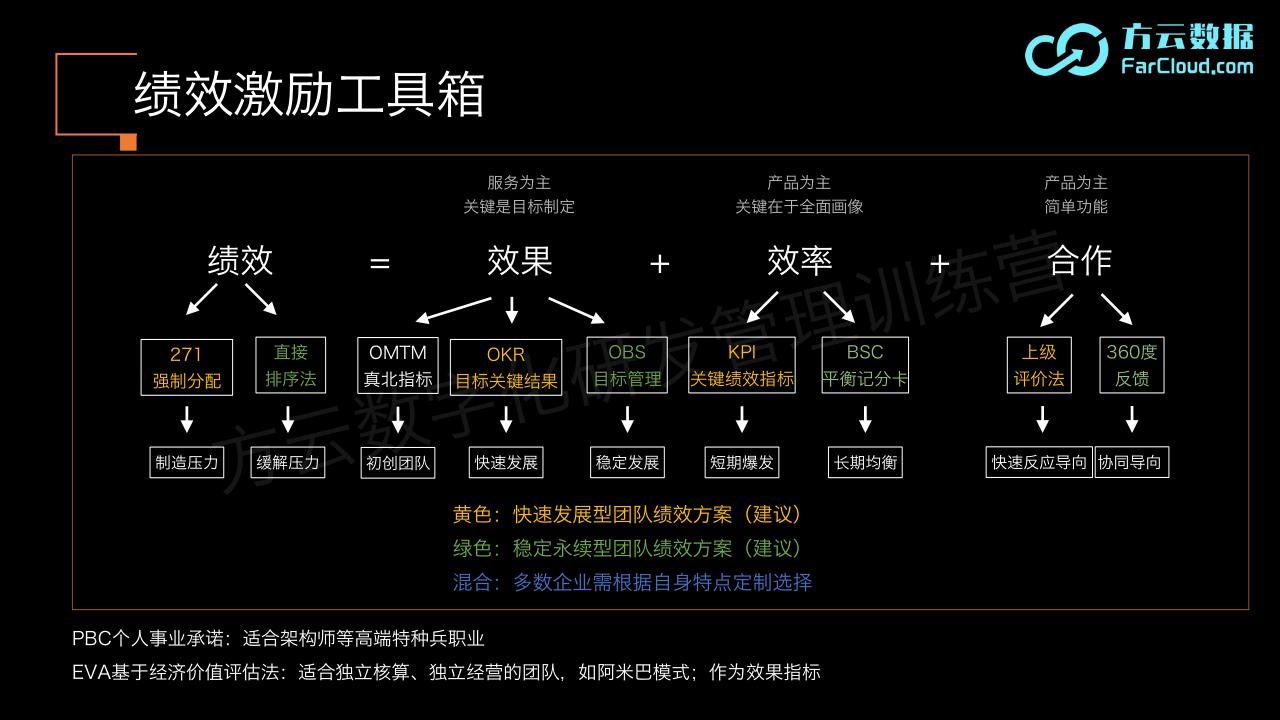 方云数据
FarCloud.com
绩效激励工具箱
服务为主
关键是目标制定
产品为主
关键在于全面画像
产品为主
简单功能
绩效 = 效果 + 效率 + 合作
271
强制分配
直接
排序法
OMTM
真北指标
OKR
目标关键结果
OBS
目标管理
KPI
关键绩效指标
BSC
平衡记分卡
上级
评价法
360度
反馈
制造压力
缓解压力
初创团队
快速发展
稳定发展
短期爆发
长期均衡
快速反应导向
协同导向
方云数字化研发管理训练营
黄色：快速发展型团队绩效方案（建议）
绿色：稳定永续型团队绩效方案（建议）
混合：多数企业需根据自身特点定制选择
PBC个人事业承诺：适合架构师等高端特种兵职业
EVA基于经济价值评估法：适合独立核算、独立经营的团队，如阿米巴模式；作为效果指标